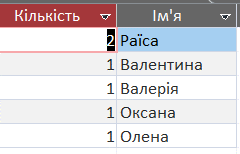 Кількість Ім'я
2 Раїса
1 Валентина
1 Валерія
1 Оксана
1 Олена